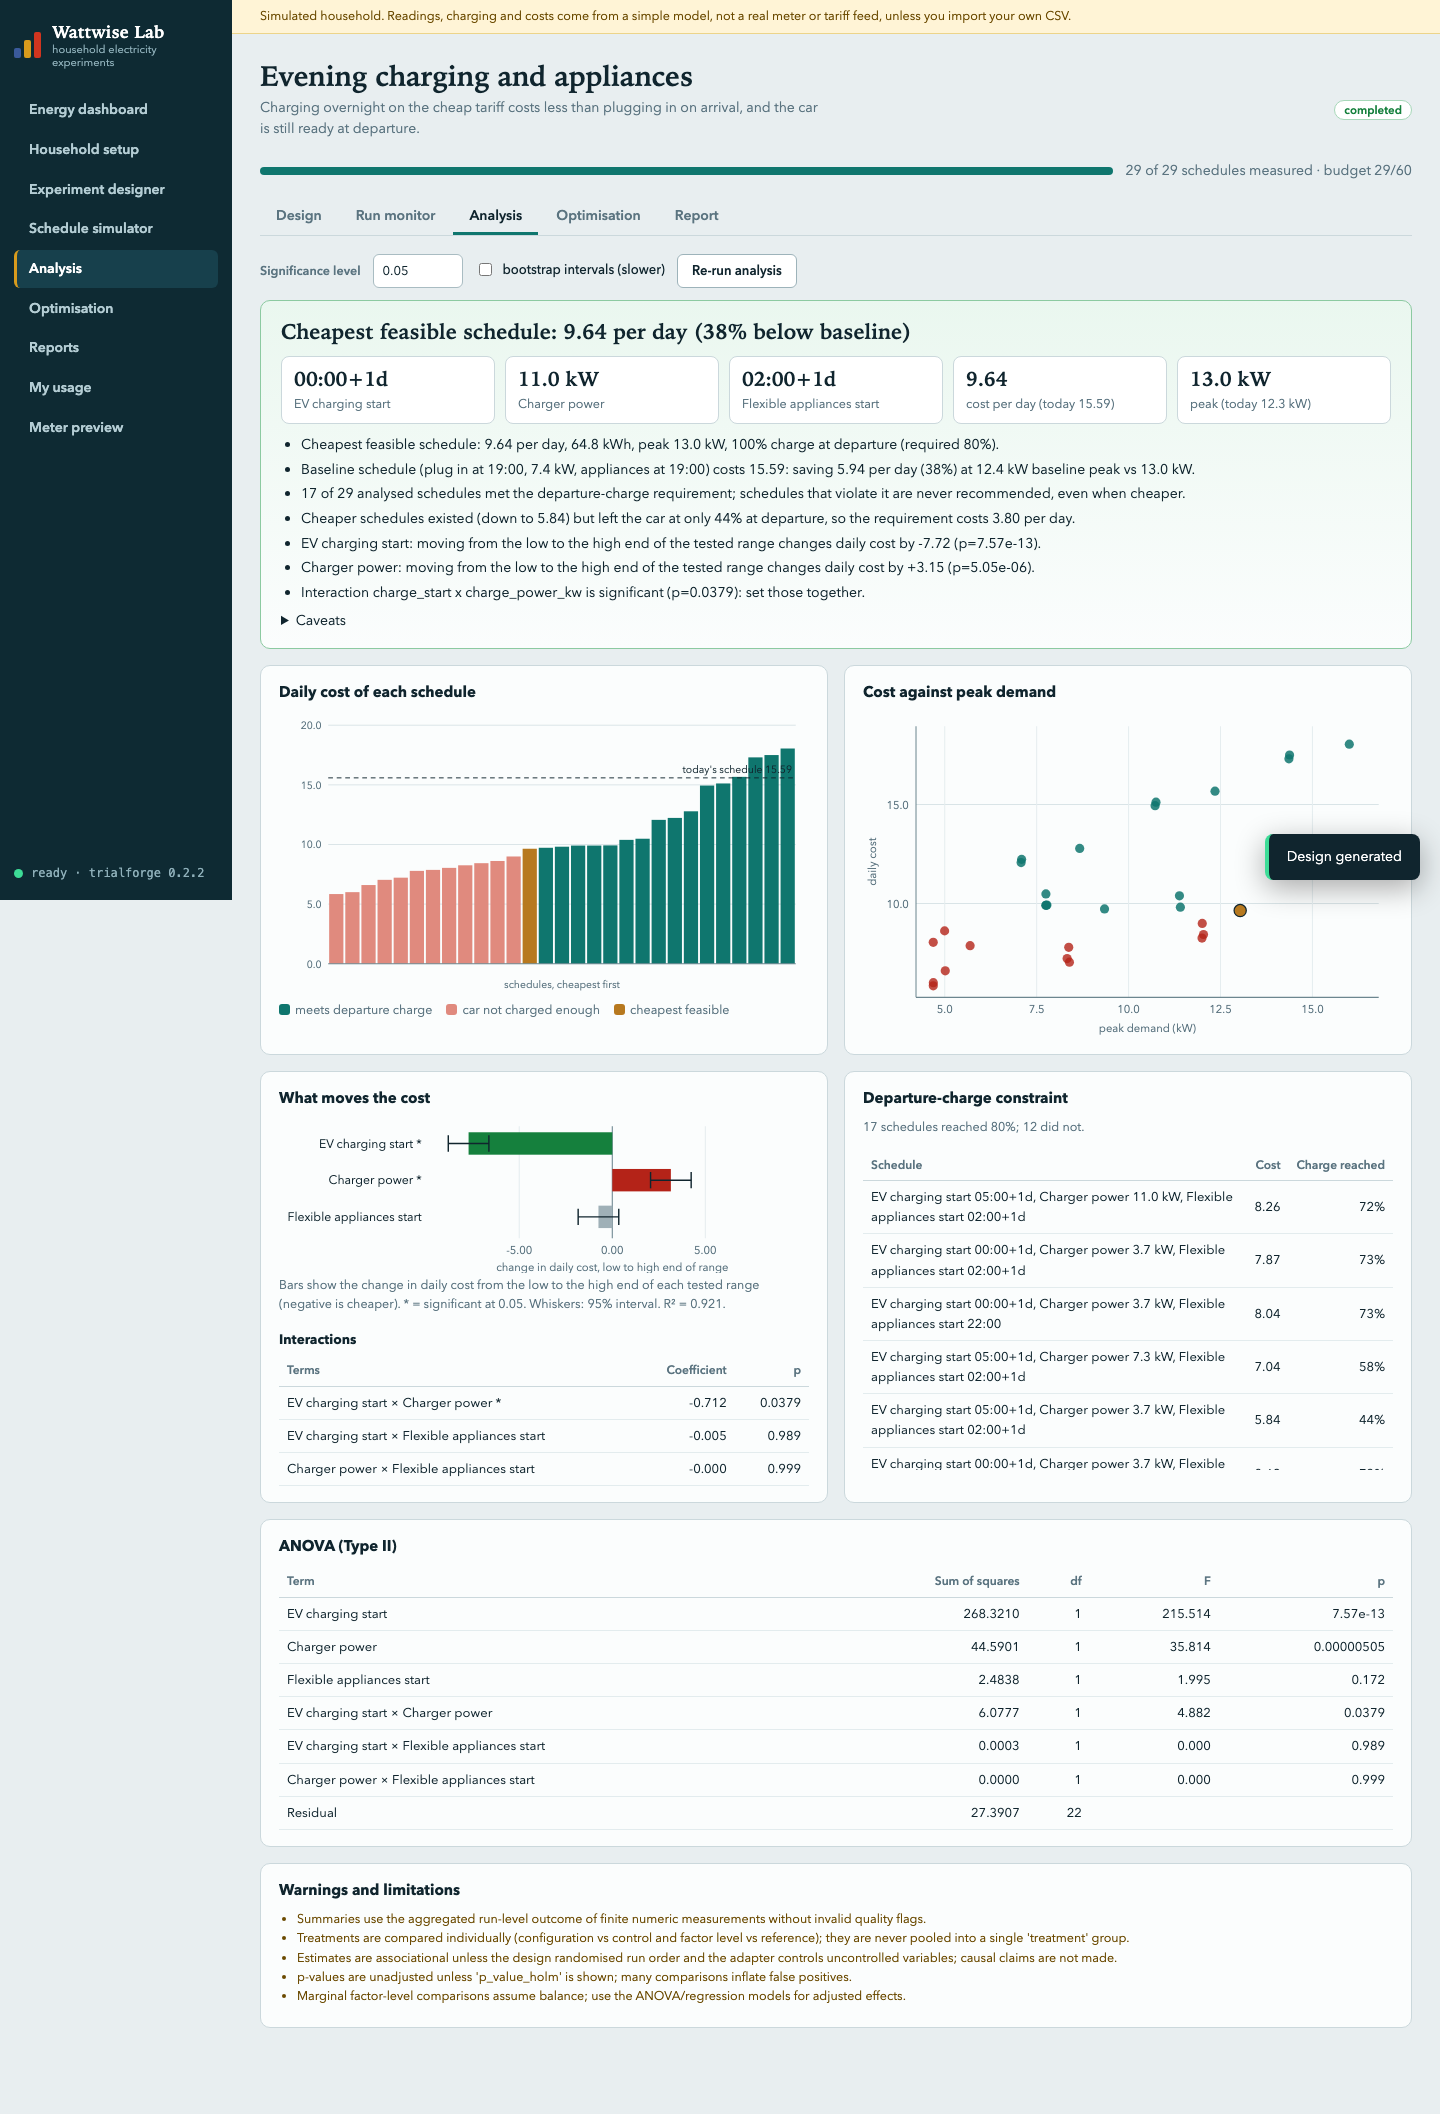 Simulated household. Readings, charging and costs come from a simple model, not a real meter or tariff feed, unless you import your own CSV.
Wattwise Lab
household electricity
experiments
Energy dashboard
Household setup
Experiment designer
Schedule simulator
Analysis
Optimisation
Reports
My usage
Meter preview
ready · trialforge 0.2.2
Evening charging and appliances
Charging overnight on the cheap tariff costs less than plugging in on arrival, and the car
is still ready at departure.
completed
29 of 29 schedules measured · budget 29/60
Design Run monitor Analysis Optimisation Report
Significance level 0.05 bootstrap intervals (slower) Re-run analysis
Cheapest feasible schedule: 9.64 per day (38% below baseline)
00:00+1d
EV charging start
11.0 kW
Charger power
02:00+1d
Flexible appliances start
9.64
cost per day (today 15.59)
13.0 kW
peak (today 12.3 kW)
• Cheapest feasible schedule: 9.64 per day, 64.8 kWh, peak 13.0 kW, 100% charge at departure (required 80%).
• Baseline schedule (plug in at 19:00, 7.4 kW, appliances at 19:00) costs 15.59: saving 5.94 per day (38%) at 12.4 kW baseline peak vs 13.0 kW.
• 17 of 29 analysed schedules met the departure-charge requirement; schedules that violate it are never recommended, even when cheaper.
• Cheaper schedules existed (down to 5.84) but left the car at only 44% at departure, so the requirement costs 3.80 per day.
• EV charging start: moving from the low to the high end of the tested range changes daily cost by -7.72 (p=7.57e-13).
• Charger power: moving from the low to the high end of the tested range changes daily cost by +3.15 (p=5.05e-06).
• Interaction charge_start x charge_power_kw is significant (p=0.0379): set those together.
▶ Caveats
Daily cost of each schedule
20.0
today's schedule 15.59
15.0
10.0
5.0
0.0
schedules, cheapest first
meets departure charge car not charged enough cheapest feasible
Cost against peak demand
15.0
daily cost
10.0
5.0 7.5 10.0 12.5 15.0
peak demand (kW)
Design generated
What moves the cost
EV charging start *
Charger power *
Flexible appliances start
-5.00 0.00 5.00
change in daily cost, low to high end of range
Bars show the change in daily cost from the low to the high end of each tested range
(negative is cheaper). * = significant at 0.05. Whiskers: 95% interval. R² = 0.921.
Interactions
Terms Coefficient p
EV charging start × Charger power * -0.712 0.0379
EV charging start × Flexible appliances start -0.005 0.989
Charger power × Flexible appliances start -0.000 0.999
Departure-charge constraint
17 schedules reached 80%; 12 did not.
Schedule Cost Charge reached
EV charging start 05:00+1d, Charger power 11.0 kW, Flexible
appliances start 02:00+1d 8.26 72%
EV charging start 00:00+1d, Charger power 3.7 kW, Flexible
appliances start 02:00+1d 7.87 73%
EV charging start 00:00+1d, Charger power 3.7 kW, Flexible
appliances start 22:00 8.04 73%
EV charging start 05:00+1d, Charger power 7.3 kW, Flexible
appliances start 02:00+1d 7.04 58%
EV charging start 05:00+1d, Charger power 3.7 kW, Flexible
appliances start 02:00+1d 5.84 44%
EV charging start 00:00+1d, Charger power 3.7 kW, Flexible
ANOVA (Type II)
Term Sum of squares df F p
EV charging start 268.3210 1 215.514 7.57e-13
Charger power 44.5901 1 35.814 0.00000505
Flexible appliances start 2.4838 1 1.995 0.172
EV charging start × Charger power 6.0777 1 4.882 0.0379
EV charging start × Flexible appliances start 0.0003 1 0.000 0.989
Charger power × Flexible appliances start 0.0000 1 0.000 0.999
Residual 27.3907 22
Warnings and limitations
• Summaries use the aggregated run-level outcome of finite numeric measurements without invalid quality flags.
• Treatments are compared individually (configuration vs control and factor level vs reference); they are never pooled into a single 'treatment' group.
• Estimates are associational unless the design randomised run order and the adapter controls uncontrolled variables; causal claims are not made.
• p-values are unadjusted unless 'p_value_holm' is shown; many comparisons inflate false positives.
• Marginal factor-level comparisons assume balance; use the ANOVA/regression models for adjusted effects.